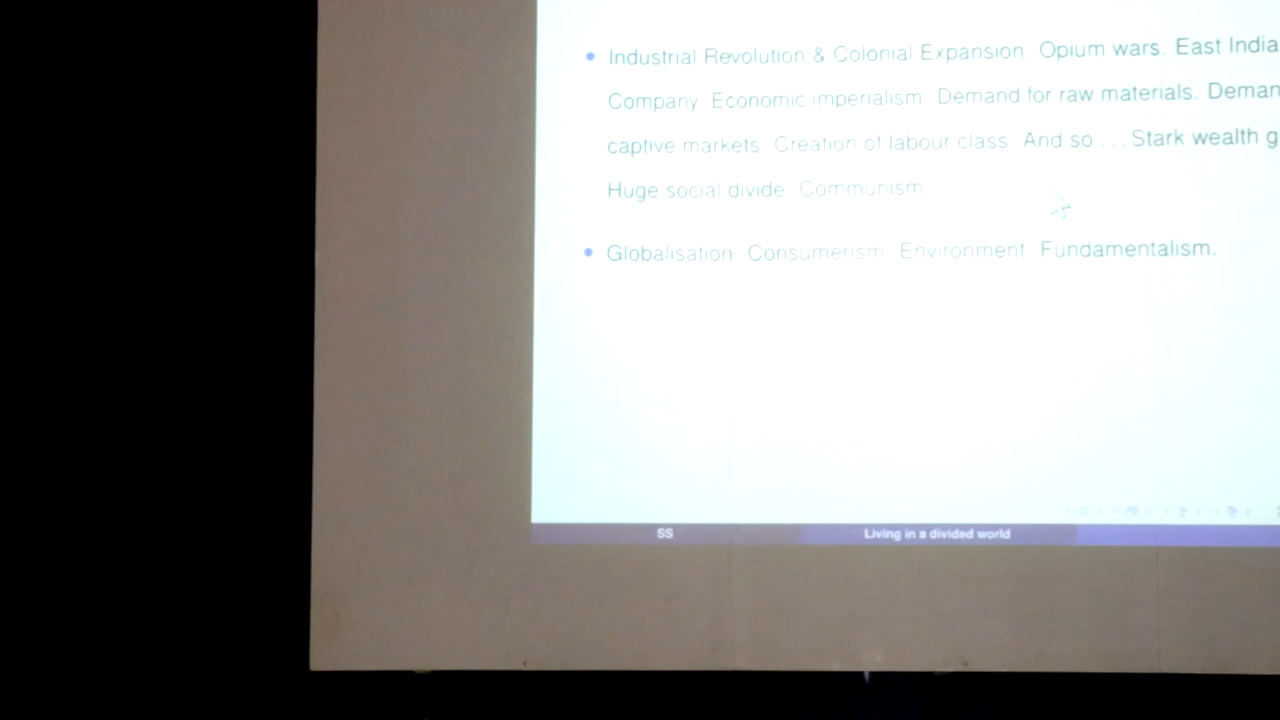 • Industrial Revolution & Colonial Expansion. Opium wars. East India
Company. Economic imperialism. Demand for raw materials.
captive markets. Creation of labour class. And so ... Stark wealth
Huge social divide. Communism.
• Globalisation. Consumerism. Environment. Fundamentalism.
SS
Living in a divided world